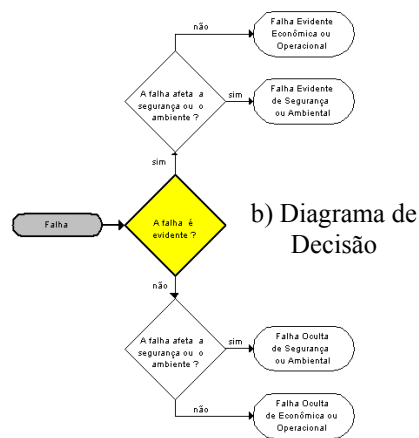 não
Falha Evidente
Econômica ou
Operacional
A falha afeta a
segurança ou o
ambiente ?
sim
Falha Evidente
de Segurança
ou Ambiental
sim
Falha
A falha é
evidente ?
b) Diagrama de
Decisão
não
A falha afeta a
segurança ou o
ambiente ?
sim
Falha Oculta
de Segurança
ou Ambiental
não
Falha Oculta
de Econômica ou
Operacional